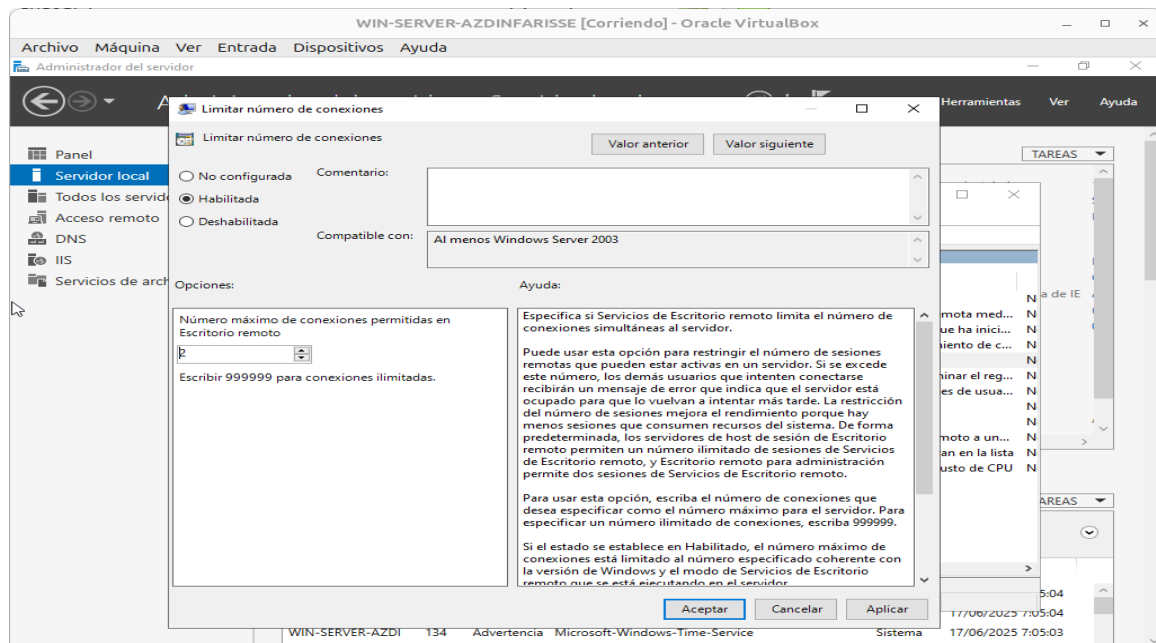 WIN-SERVER-AZDINFARISSE [Corriendo] - Oracle VirtualBox
Archivo Máquina Ver Entrada Dispositivos Ayuda
Administrador del servidor
Herramientas Ver Ayuda
Limitar número de conexiones
Limitar número de conexiones
Valor anterior Valor siguiente
No configurada
Habilitada
Deshabilitada
Comentario:
Compatible con:
Al menos Windows Server 2003
Panel
Servidor local
Todos los servid
Acceso remoto
DNS
IIS
Servicios de arch
TAREAS
Opciones:
Número máximo de conexiones permitidas en
Escritorio remoto
2
Escribir 999999 para conexiones ilimitadas.
Ayuda:
Especifica si Servicios de Escritorio remoto limita el número de
conexiones simultáneas al servidor.
Puede usar esta opción para restringir el número de sesiones
remotas que pueden estar activas en un servidor. Si se excede
este número, los demás usuarios que intenten conectarse
recibirán un mensaje de error que indica que el servidor está
ocupado para que lo vuelvan a intentar más tarde. La restricción
del número de sesiones mejora el rendimiento porque hay
menos sesiones que consumen recursos del sistema. De forma
predeterminada, los servidores de host de sesión de Escritorio
remoto permiten un número ilimitado de sesiones de Servicios
de Escritorio remoto, y Escritorio remoto para administración
permite dos sesiones de Servicios de Escritorio remoto.
Para usar esta opción, escriba el número de conexiones que
desea especificar como el número máximo para el servidor. Para
especificar un número ilimitado de conexiones, escriba 999999.
Si el estado se establece en Habilitado, el número máximo de
conexiones está limitado al número especificado coherente con
la versión de Windows y el modo de Servicios de Escritorio
remoto que se está ejecutando en el servidor.
Aceptar Cancelar Aplicar
a de IE
N
mota med... N
ue ha inici... N
iento de c... N
N
ninar el reg... N
es de usua... N
N
N
moto a un... N
an en la lista N
usto de CPU N
AREAS
5:04
17/06/2025 7:05:04
WIN-SERVER-AZDI 134 Advertencia Microsoft-Windows-Time-Service Sistema 17/06/2025 7:05:03